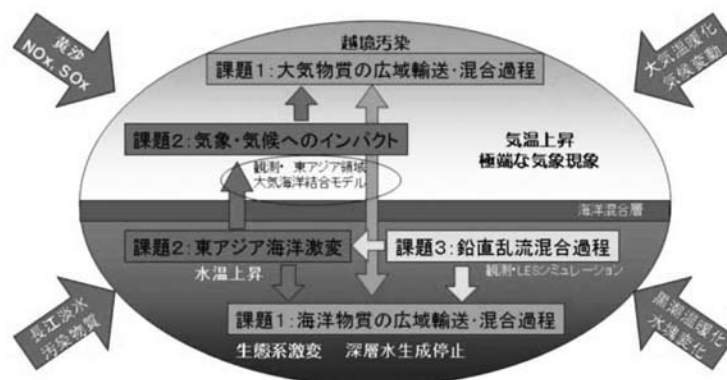 黄沙
NOx, SOx
越境汚染
大気温暖化
気候変動
課題1:大気物質の広域輸送・混合過程
課題2:気象・気候へのインパクト
気温上昇
極端な気象現象
観測・東アジア領域
大気海洋結合モデル
海洋混合層
課題2:東アジア海洋激変
課題3:鉛直乱流混合過程
水温上昇
観測・LESシミュレーション
長江淡水
汚染物質
黒潮温暖化
水塊変化
課題1:海洋物質の広域輸送・混合過程
生態系激変
深層水生成停止